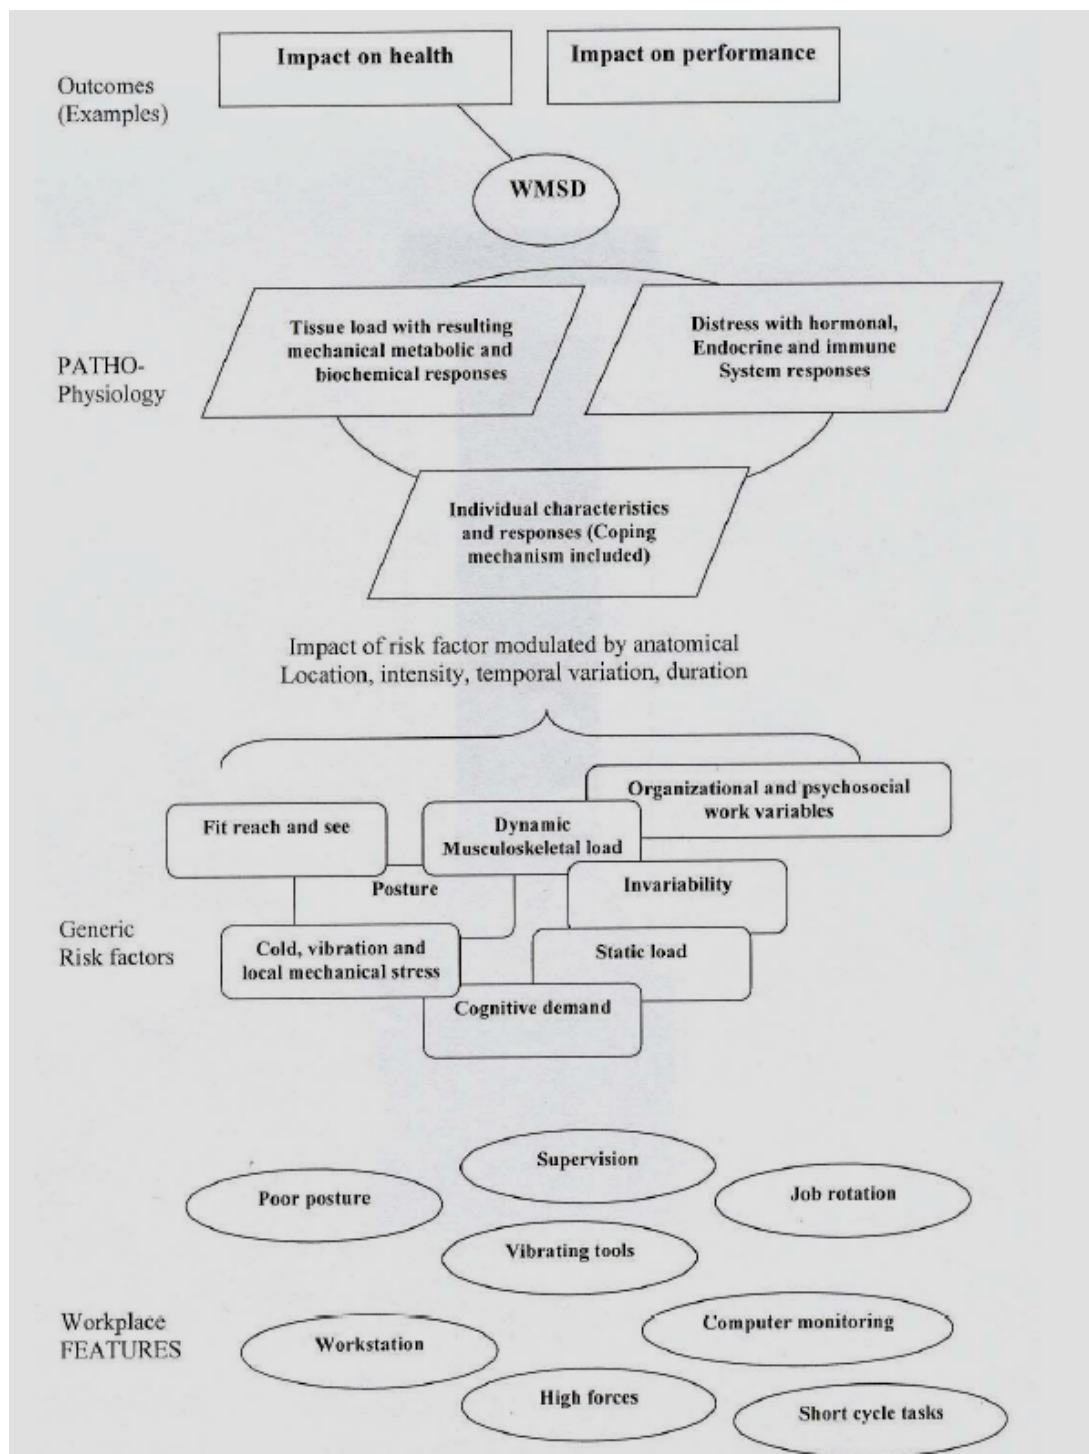 Impact on health
Impact on performance
Outcomes
(Examples)
WMSD
Tissue load with resulting
mechanical metabolic and
biochemical responses
Distress with hormonal,
Endocrine and immune
System responses
PATHO-
Physiology
Individual characteristics
and responses (Coping
mechanism included)
Impact of risk factor modulated by anatomical
Location, intensity, temporal variation, duration
Organizational and psychosocial
work variables
Fit reach and see
Dynamic
Musculoskeletal load
Posture
Invariability
Generic
Risk factors
Cold, vibration and
local mechanical stress
Static load
Cognitive demand
Supervision
Poor posture
Job rotation
Vibrating tools
Workplace
FEATURES
Workstation
Computer monitoring
High forces
Short cycle tasks